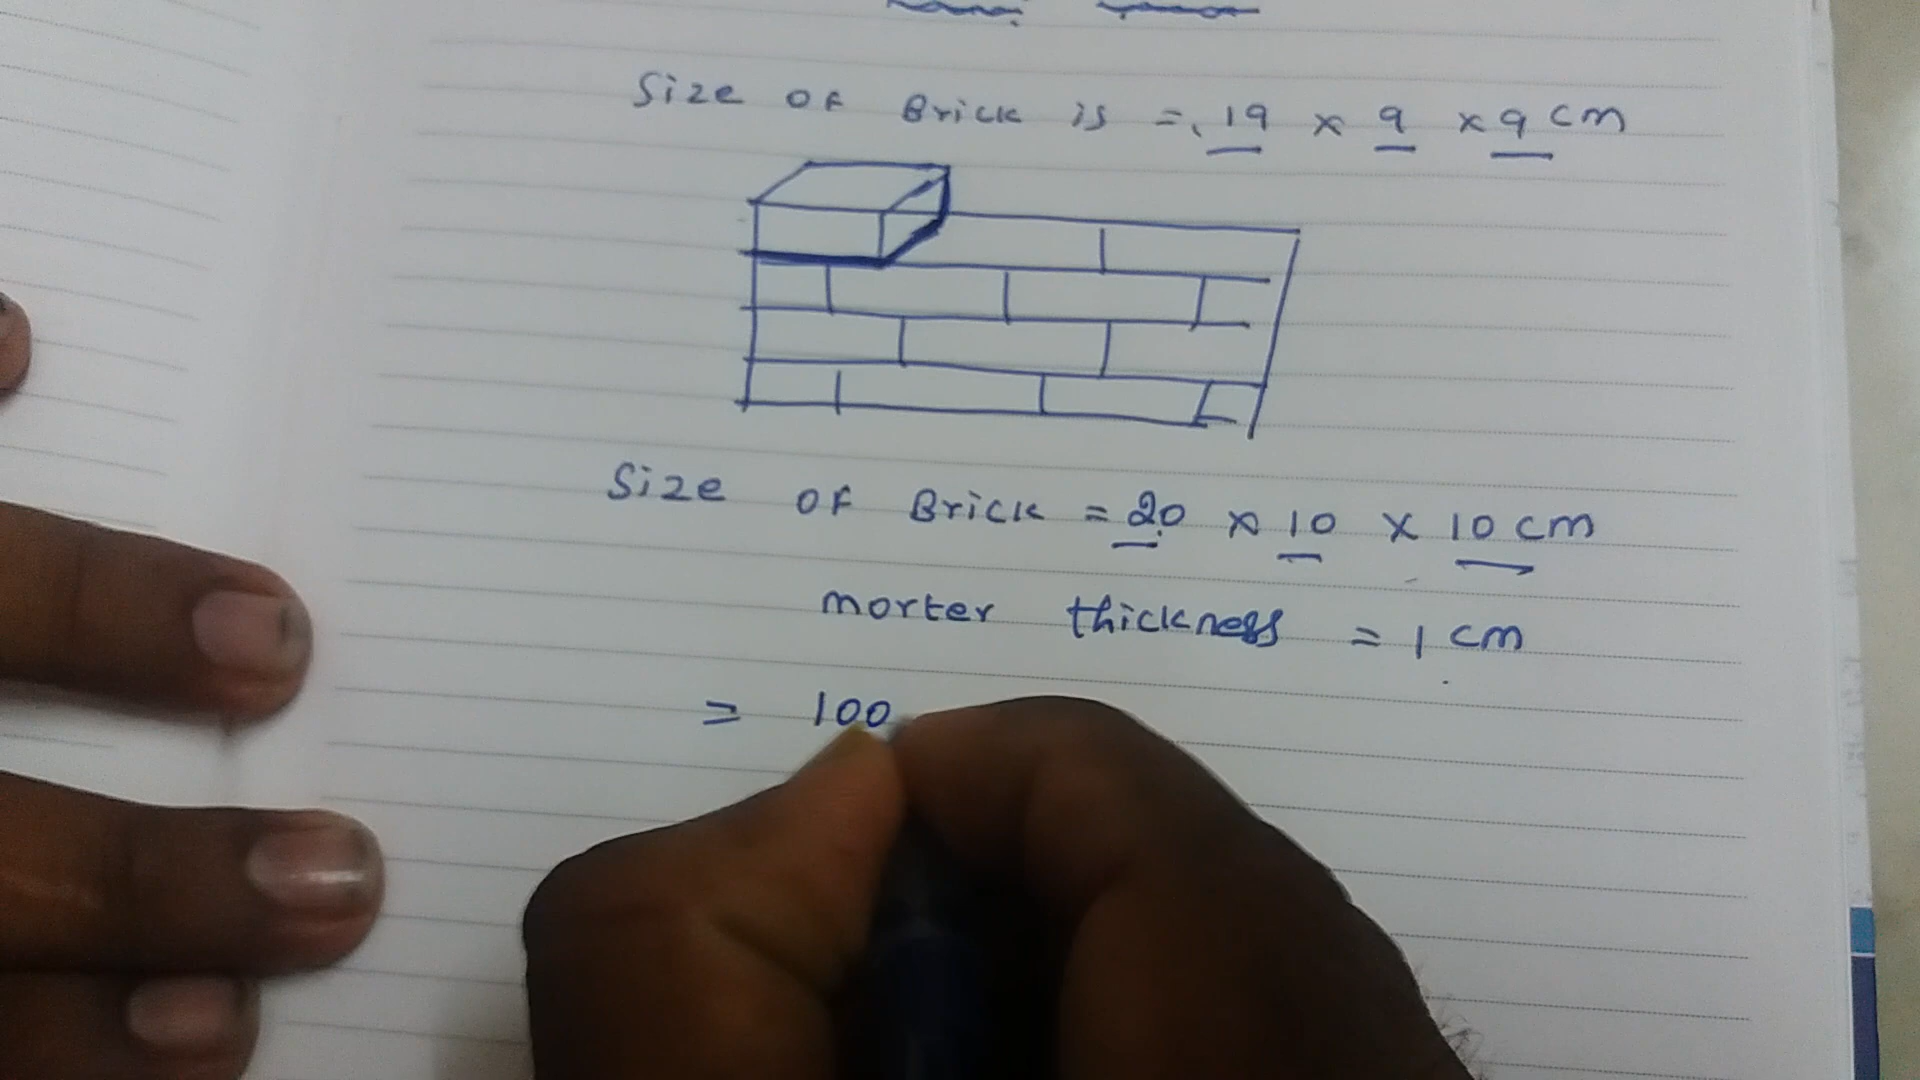 Size of Brick is = 19 x 9 x 9 cm
Size of Brick = 20 x 10 x 10 cm
morter thickness = 1 cm
= 100